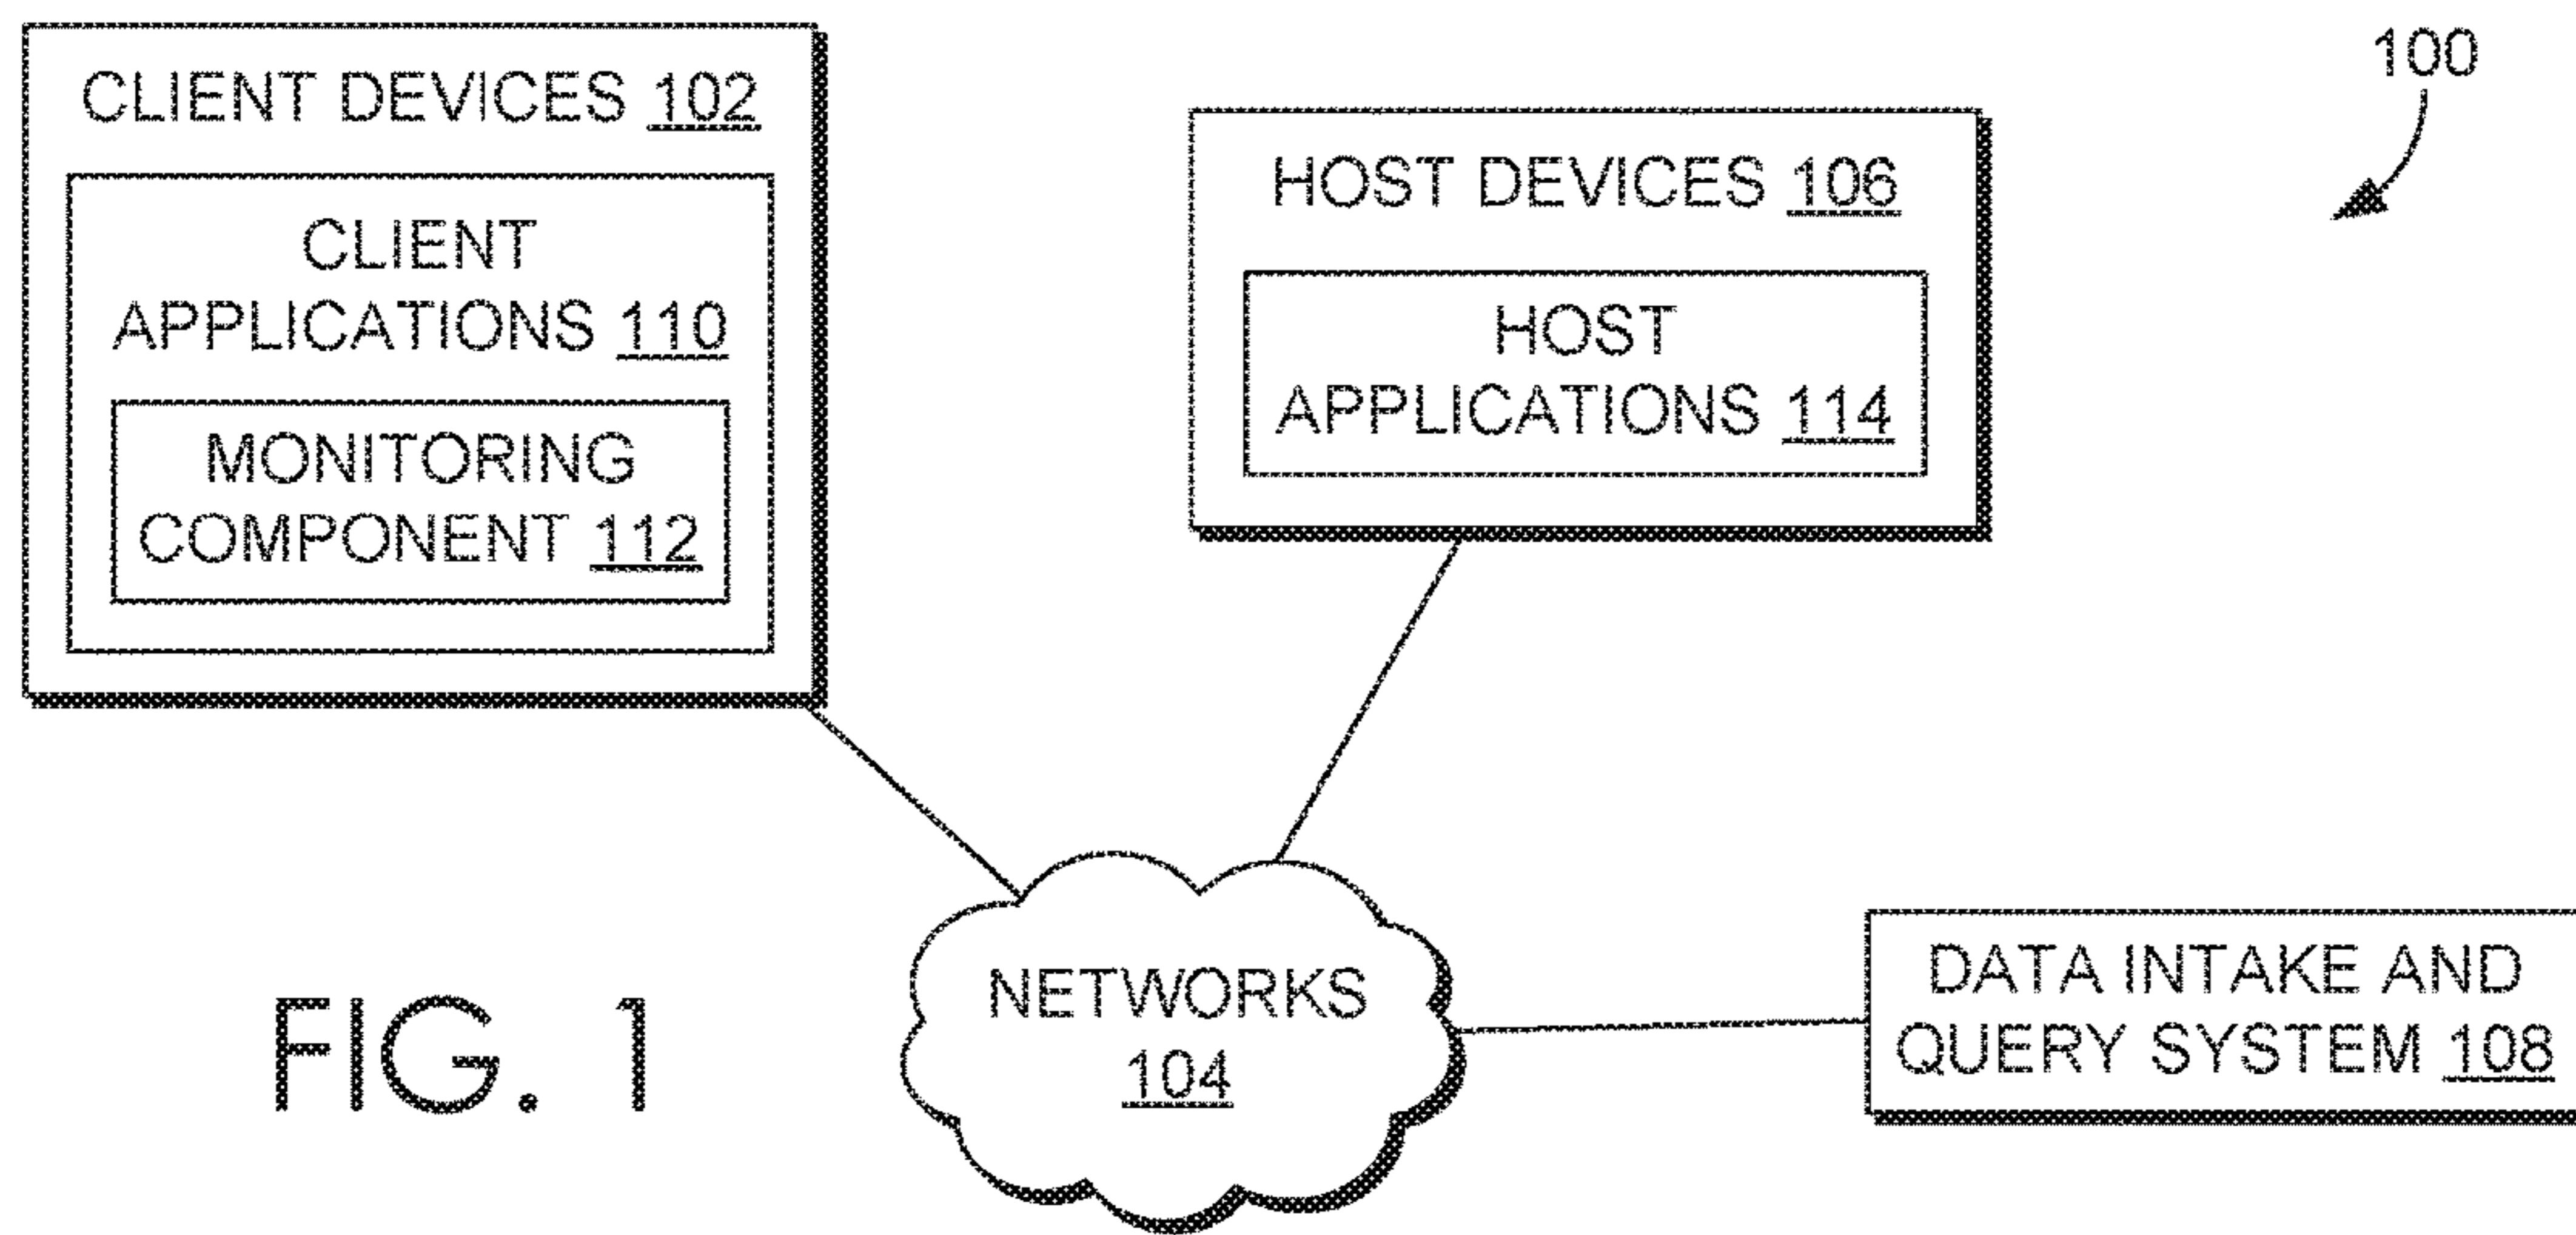 CLIENT DEVICES 102
CLIENT
APPLICATIONS 110
MONITORING
COMPONENT 112
HOST DEVICES 106
HOST
APPLICATIONS 114
100
NETWORKS
104
DATA INTAKE AND
QUERY SYSTEM 108
FIG. 1